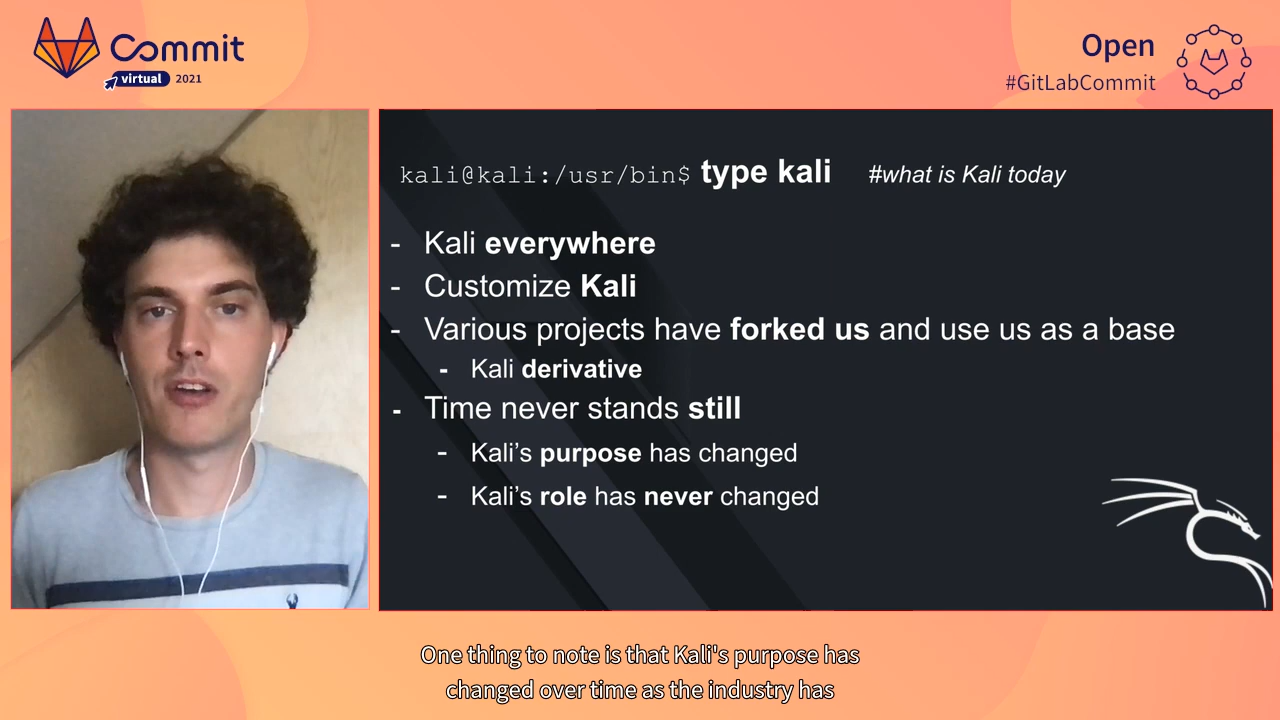 Commit
virtual 2021
Open
#GitLabCommit
kali@kali:/usr/bin$ type kali #what is Kali today
- Kali everywhere
- Customize Kali
- Various projects have forked us and use us as a base
- Kali derivative
- Time never stands still
- Kali’s purpose has changed
- Kali’s role has never changed
One thing to note is that Kali's purpose has
changed over time as the industry has